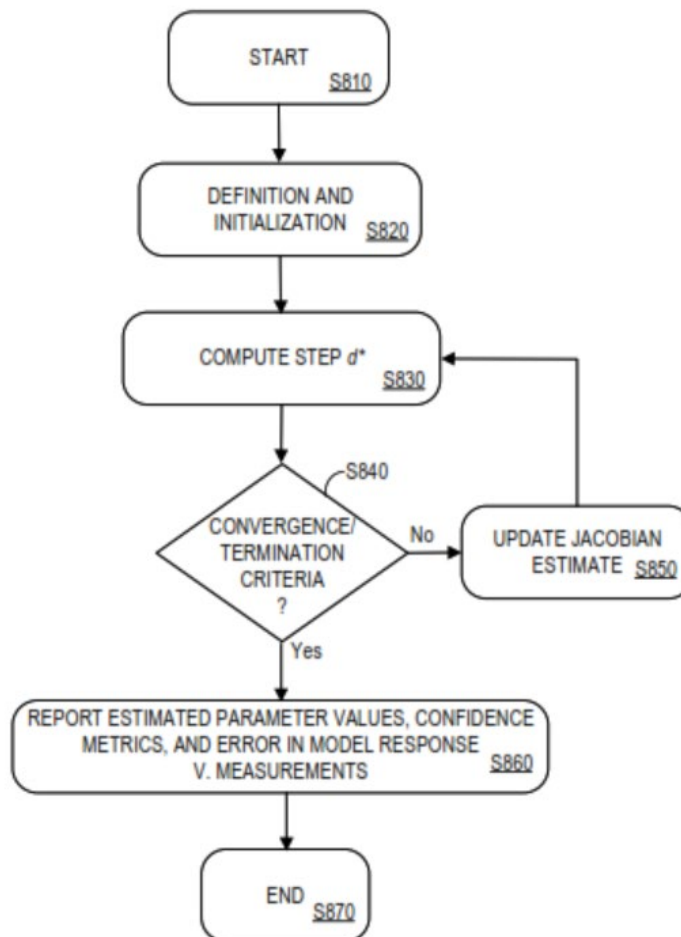 START
S810
DEFINITION AND
INITIALIZATION
S820
COMPUTE STEP d*
S830
S840
CONVERGENCE/
TERMINATION
CRITERIA
?
No
UPDATE JACOBIAN
ESTIMATE
S850
Yes
REPORT ESTIMATED PARAMETER VALUES, CONFIDENCE
METRICS, AND ERROR IN MODEL RESPONSE
V. MEASUREMENTS
S860
END
S870